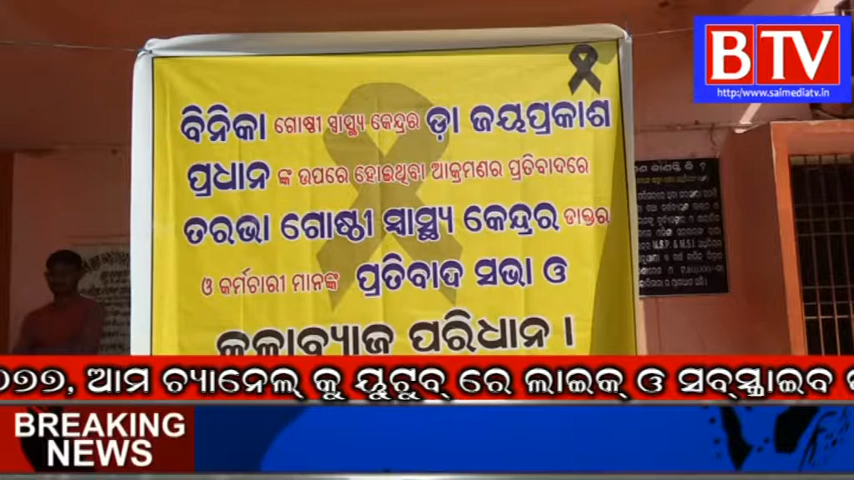 BTV
http:/www.saimediatv.in
ବିନିକା ଗୋଷ୍ଠୀ ସ୍ୱାସ୍ଥ୍ୟ କେନ୍ଦ୍ରର ଡ଼ା ଜୟପ୍ରକାଶ
ପ୍ରଧାନ ଙ୍କ ଉପରେ ହୋଇଥିବା ଆକ୍ରମଣର ପ୍ରତିବାଦରେ
ତରଭା ଗୋଷ୍ଠୀ ସ୍ୱାସ୍ଥ୍ୟ କେନ୍ଦ୍ରର ଡାକ୍ତର
ଓ କର୍ମଚାରୀ ମାନଙ୍କ ପ୍ରତିବାଦ ସଭା ଓ
କଳାବ୍ୟାଜ ପରିଧାନ ।
୦୭୭, ଆମ ଚ୍ୟାନେଲ୍ କୁ ୟୁଟୁବ୍ ରେ ଲାଇକ୍ ଓ ସବ୍‌ସ୍କ୍ରାଇବ
BREAKING
NEWS